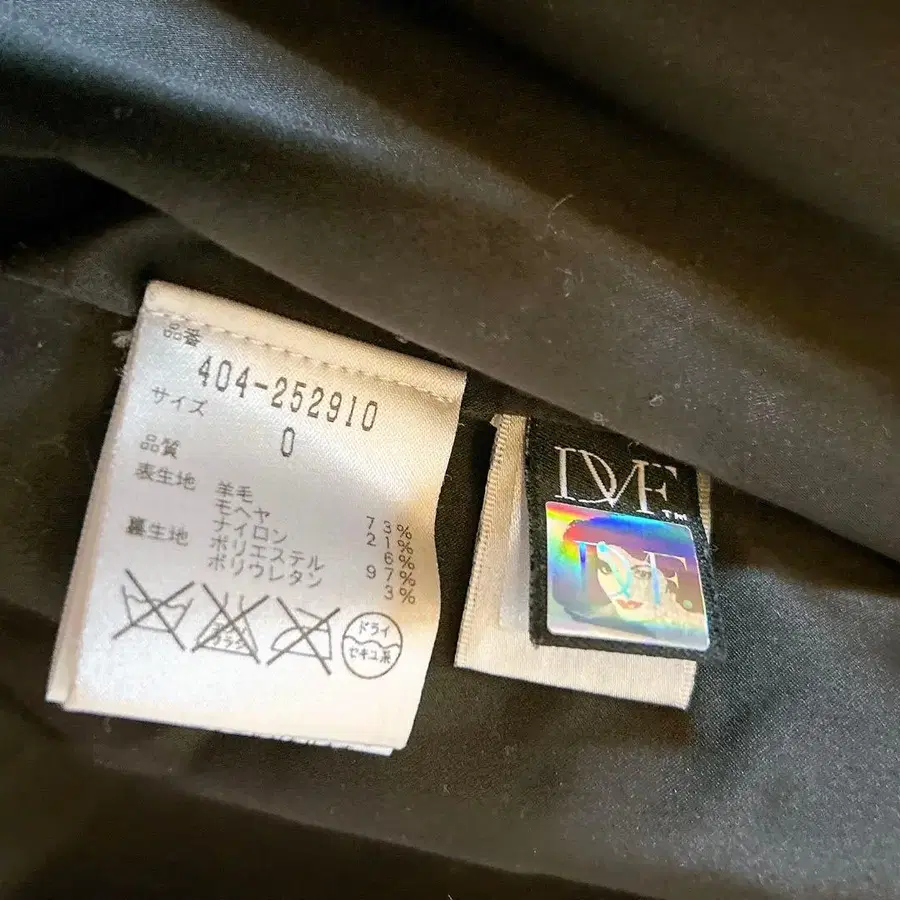 品番
404-252910
サイズ
0
品質
表生地 羊毛 73%
モヘヤ 21%
ナイロン 6%
裏生地 ポリエステル 97%
ポリウレタン 3%
ドライ
セキユ系
DVF™
DVF